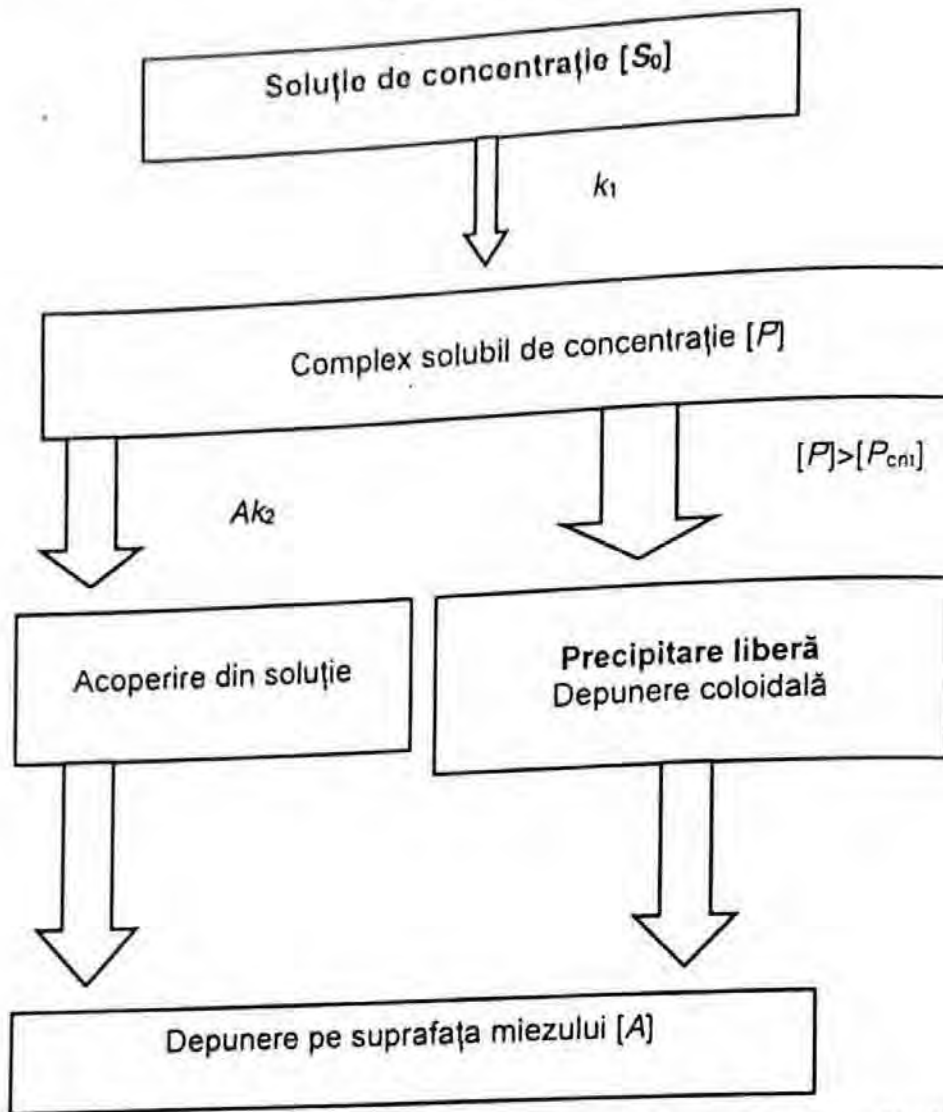 Soluție de concentrație [S₀]
k₁
Complex solubil de concentrație [P]
[P]>[Pcrit]
Ak₂
Acoperire din soluție
Precipitare liberă
Depunere coloidală
Depunere pe suprafața miezului [A]